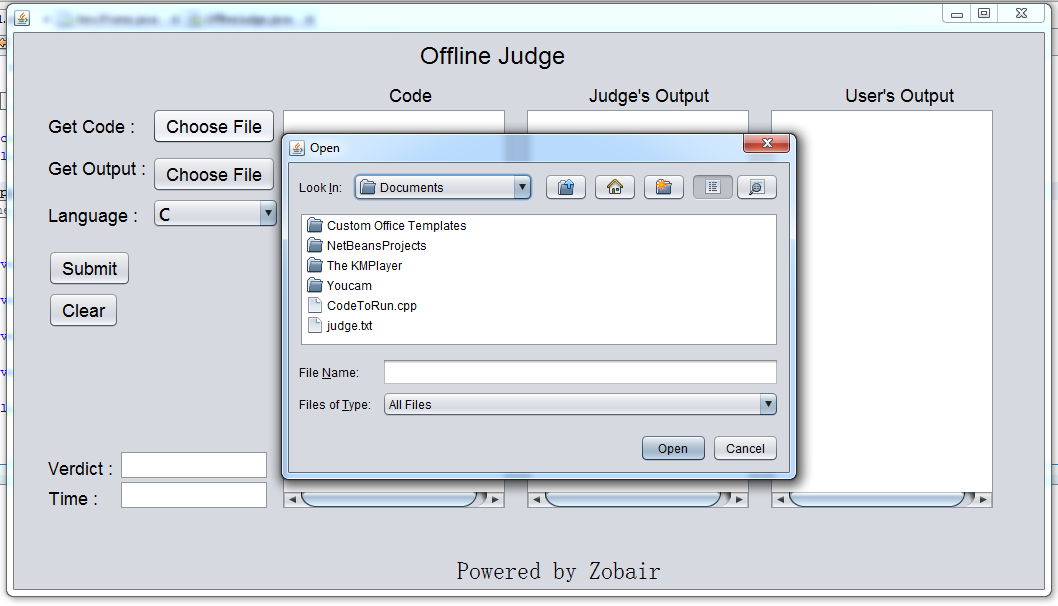 Offline Judge
Code
Judge's Output
User's Output
Get Code :
Choose File
Get Output :
Choose File
Language :
C
Submit
Clear
Open
Look In:
Documents
Custom Office Templates
NetBeansProjects
The KMPlayer
Youcam
CodeToRun.cpp
judge.txt
File Name:
Files of Type:
All Files
Open
Cancel
Verdict :
Time :
Powered by Zobair